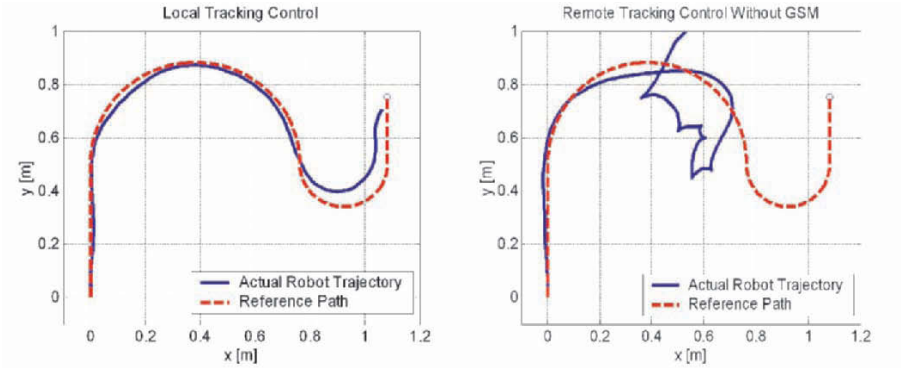 Local Tracking Control
1
0.8
0.6
0.4
0.2
0
y [m]
0 0.2 0.4 0.6 0.8 1 1.2
x [m]
Actual Robot Trajectory
Reference Path
Remote Tracking Control Without GSM
1
0.8
0.6
0.4
0.2
0
y [m]
0 0.2 0.4 0.6 0.8 1 1.2
x [m]
Actual Robot Trajectory
Reference Path